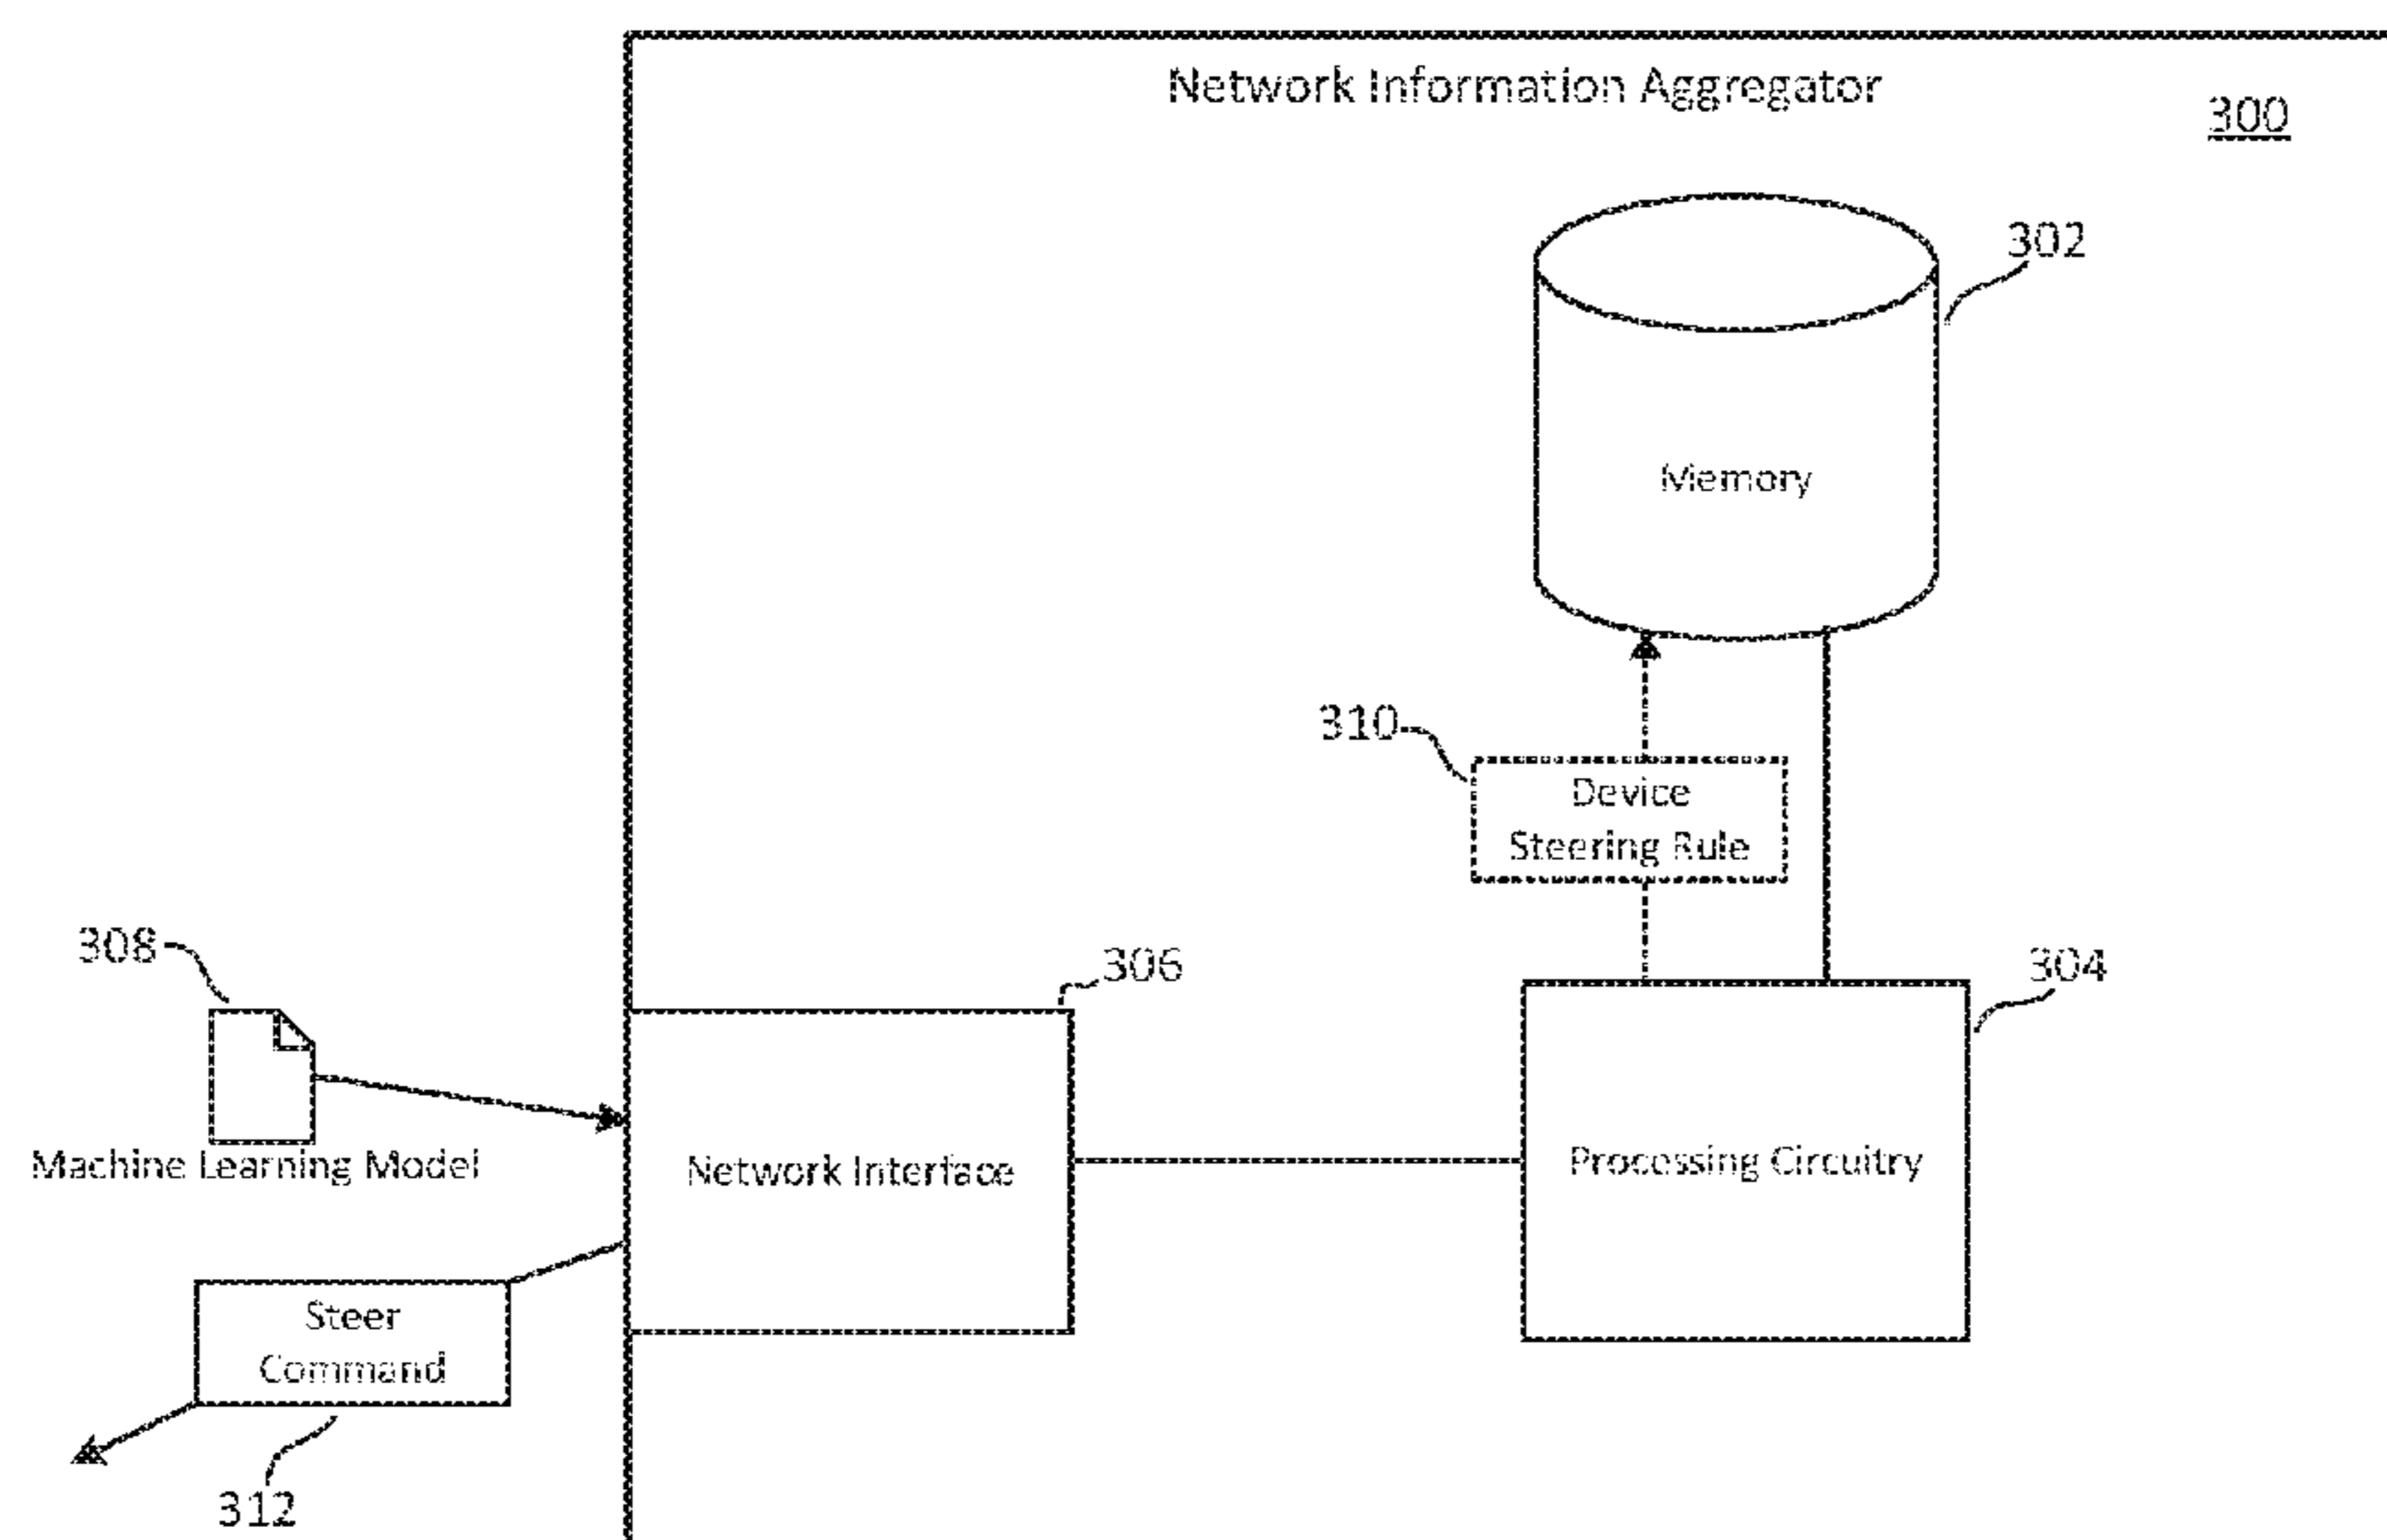 Network Information Aggregator
300
302
Memory
310
Device
Steering Rule
308
306
304
Machine Learning Model
Network Interface
Processing Circuitry
Steer
Command
312